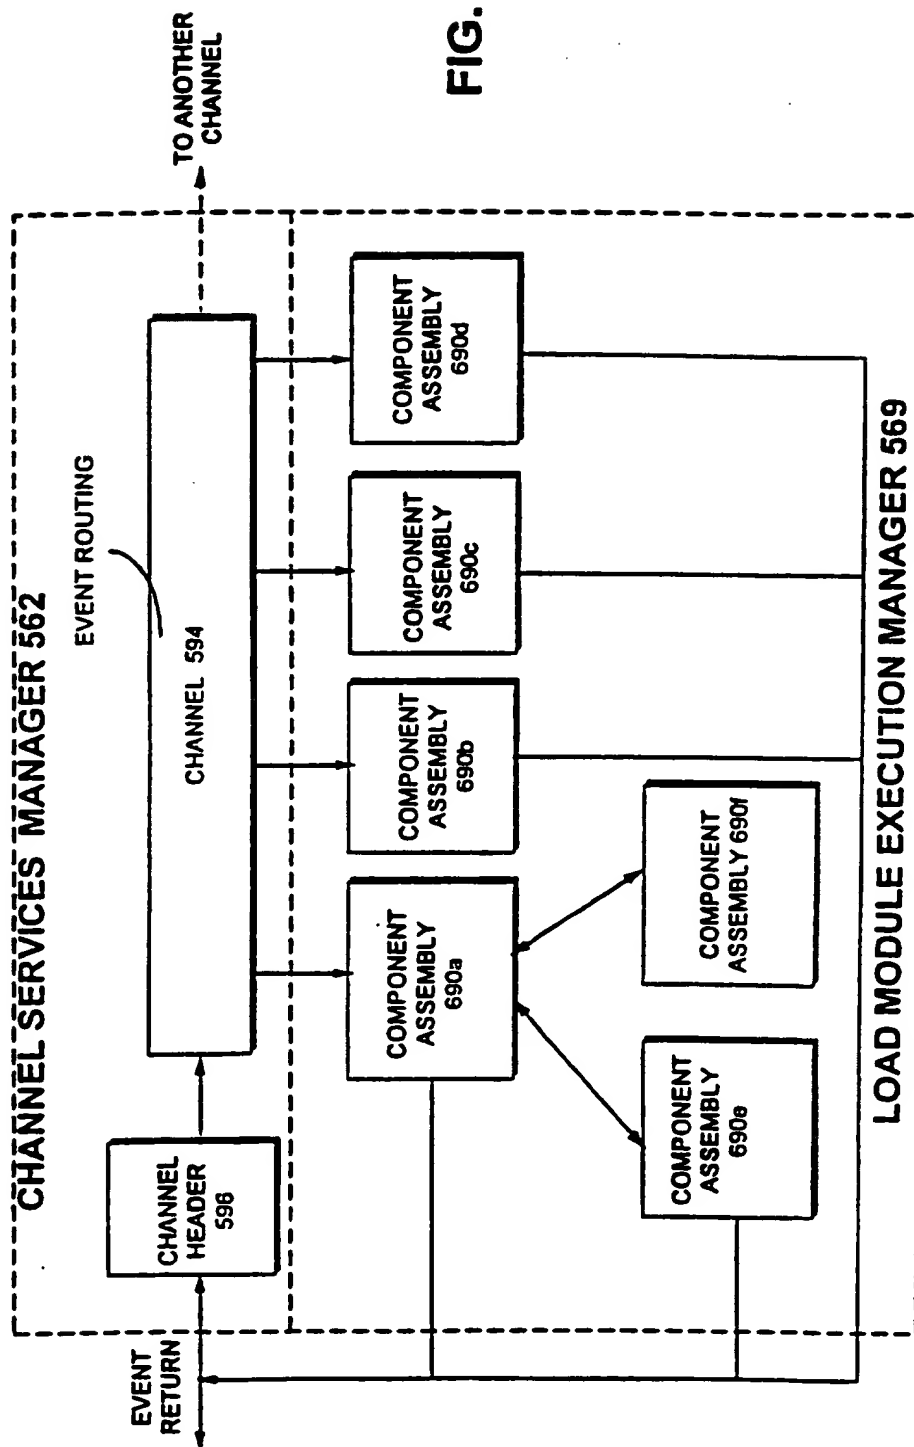 CHANNEL SERVICES MANAGER 562
EVENT ROUTING
EVENT
RETURN
CHANNEL
HEADER
596
CHANNEL 594
TO ANOTHER
CHANNEL
COMPONENT
ASSEMBLY
690a
COMPONENT
ASSEMBLY
690b
COMPONENT
ASSEMBLY
690c
COMPONENT
ASSEMBLY
690d
COMPONENT
ASSEMBLY
690e
COMPONENT
ASSEMBLY 690f
LOAD MODULE EXECUTION MANAGER 569
FIG.